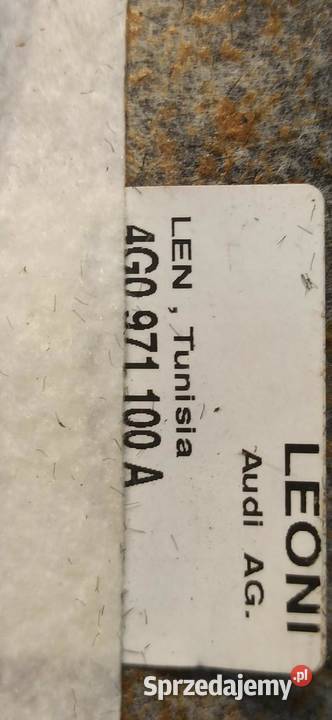 LEONI
Audi AG.
LEN , Tunisia
4G0 971 100 A
Sprzedajemy.pl